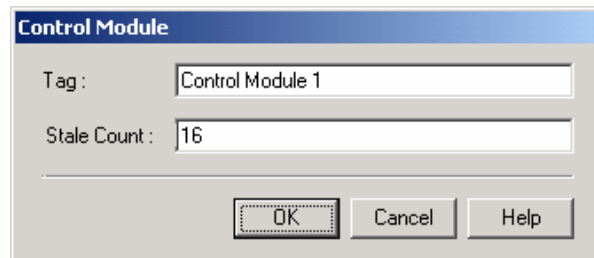 Control Module
Tag : Control Module 1
Stale Count : 16
OK Cancel Help